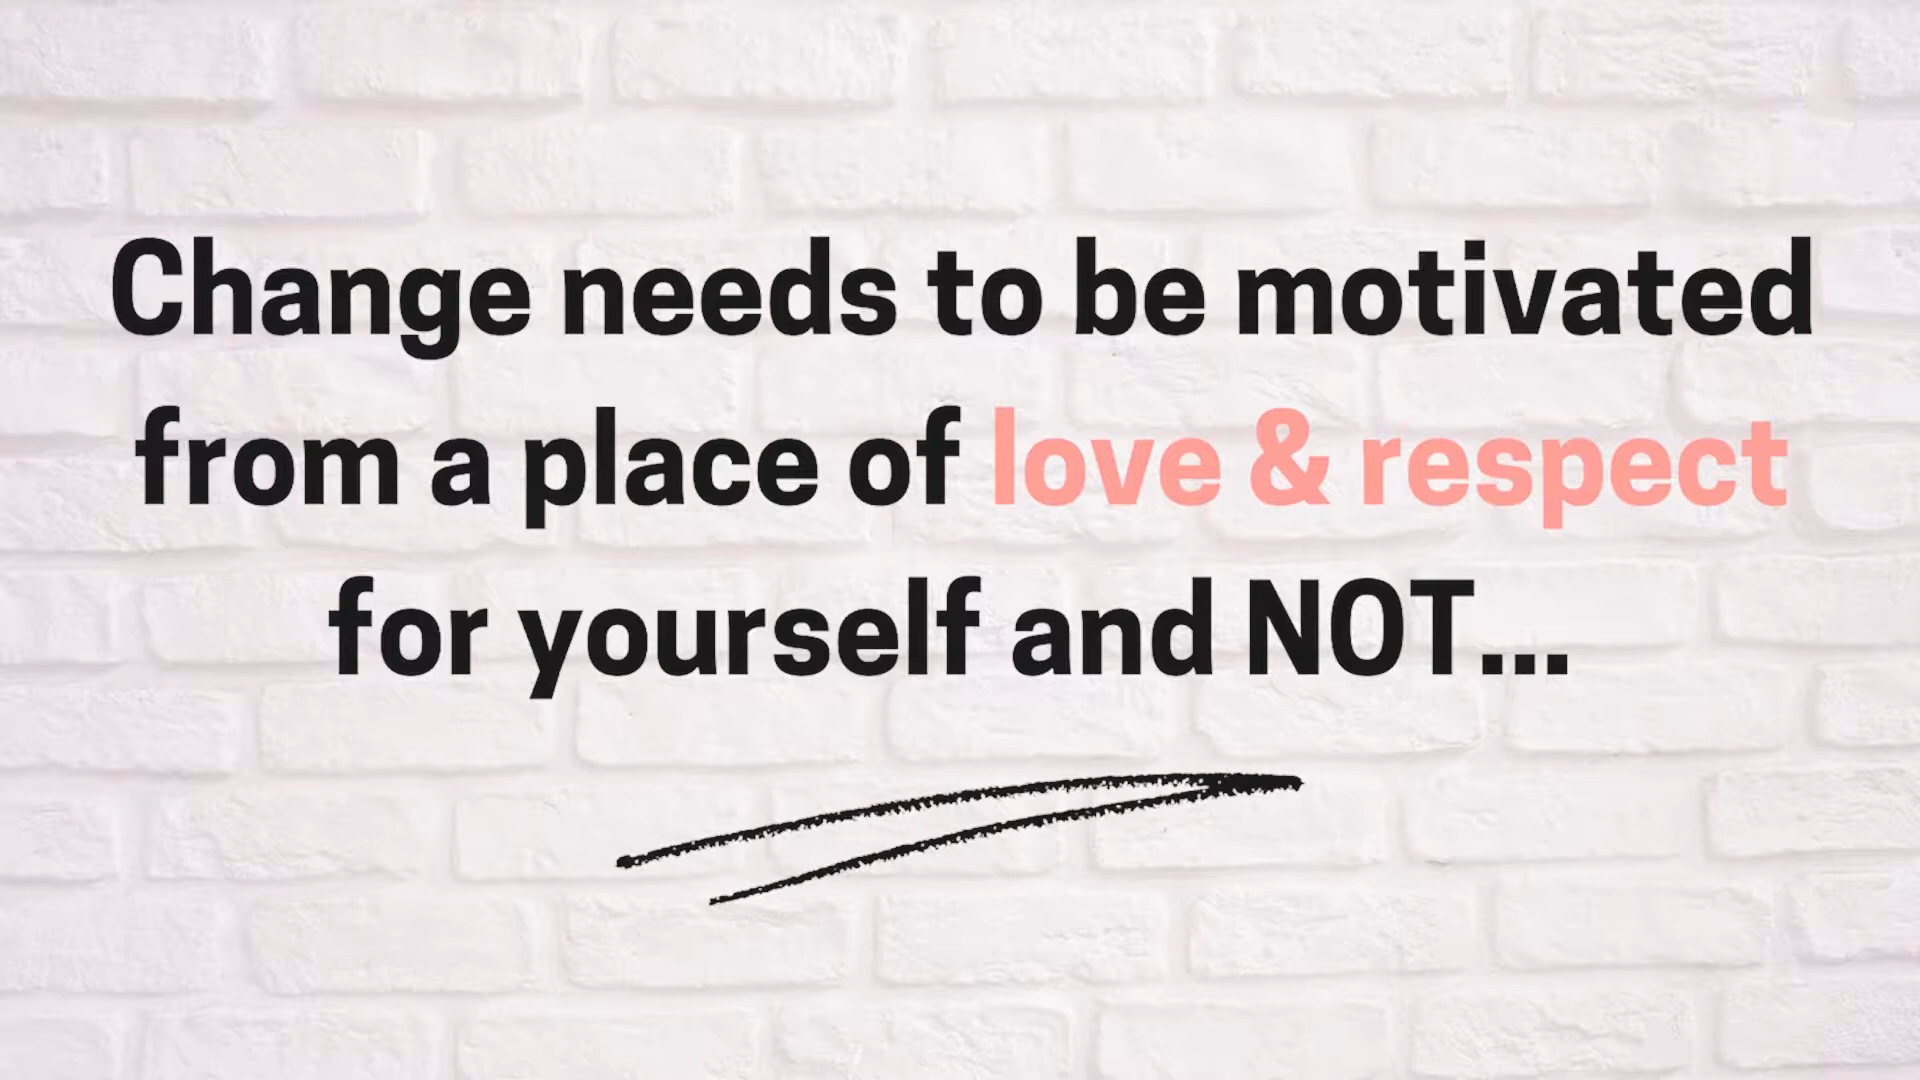 Change needs to be motivated
from a place of love & respect
for yourself and NOT...